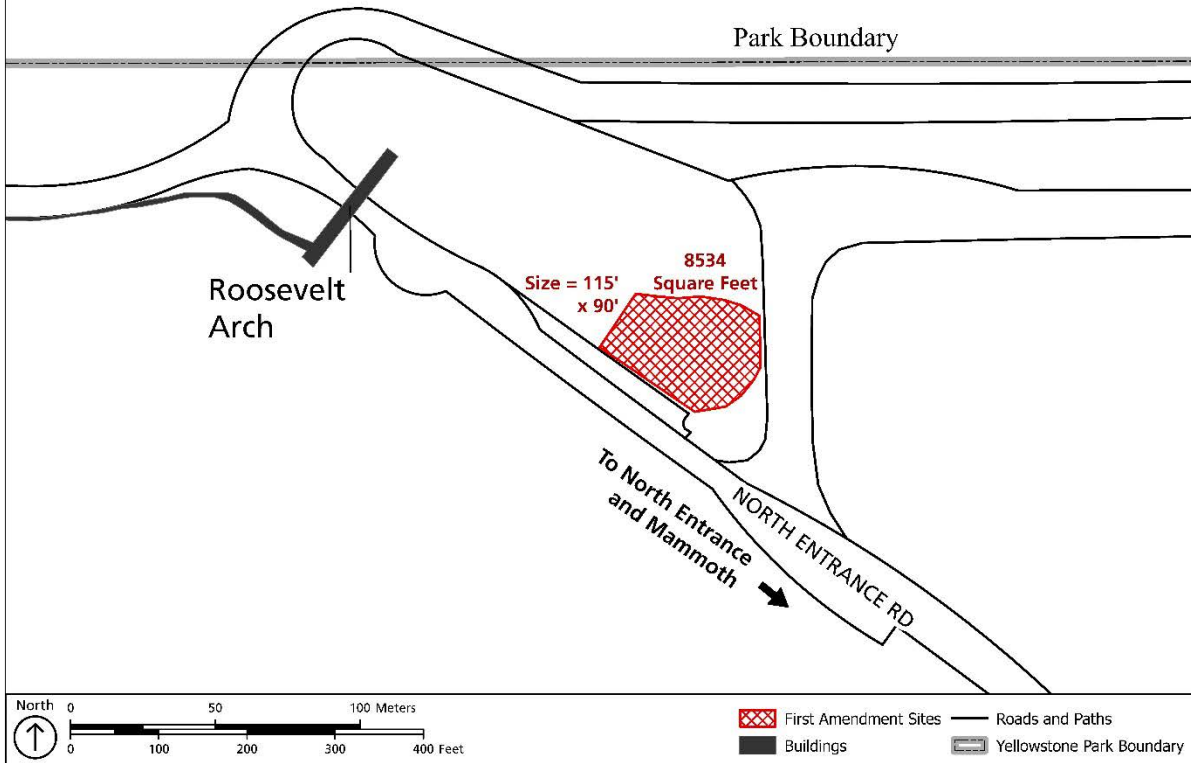 Park Boundary
8534
Square Feet
Size = 115'
x 90'
Roosevelt
Arch
To North Entrance
and Mammoth
NORTH ENTRANCE RD
North
0 50 100 Meters
0 100 200 300 400 Feet
First Amendment Sites
Roads and Paths
Buildings
Yellowstone Park Boundary